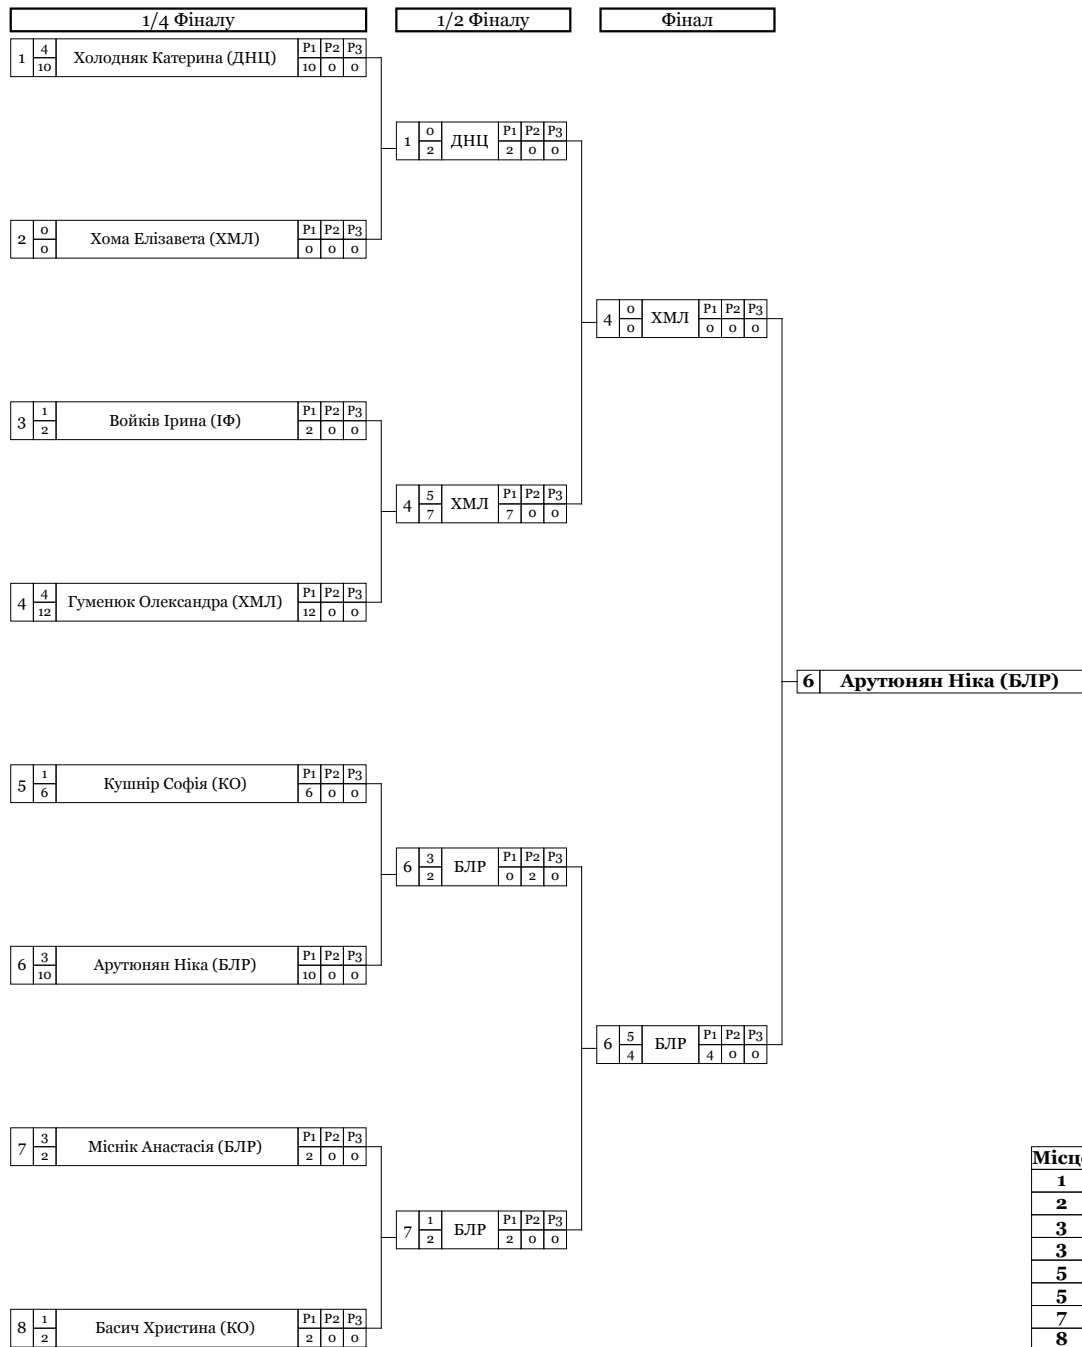 1/4 Фіналу 1/2 Фіналу Фінал
1 4 10 Холодняк Катерина (ДНЦ) P1 P2 P3 10 0 0
1 0 2 ДНЦ P1 P2 P3 2 0 0
2 0 0 Хома Елізавета (ХМЛ) P1 P2 P3 0 0 0
4 0 0 ХМЛ P1 P2 P3 0 0 0
3 1 2 Войків Ірина (ІФ) P1 P2 P3 2 0 0
4 5 7 ХМЛ P1 P2 P3 7 0 0
4 4 12 Гуменюк Олександра (ХМЛ) P1 P2 P3 12 0 0
6 Арутюнян Ніка (БЛР)
5 1 6 Кушнір Софія (КО) P1 P2 P3 6 0 0
6 3 2 БЛР P1 P2 P3 0 2 0
6 3 10 Арутюнян Ніка (БЛР) P1 P2 P3 10 0 0
6 5 4 БЛР P1 P2 P3 4 0 0
7 3 2 Міснік Анастасія (БЛР) P1 P2 P3 2 0 0
Місце
1
2
7 1 2 БЛР P1 P2 P3 2 0 0
3
3
5
5
8 1 2 Басич Христина (КО) P1 P2 P3 2 0 0
7
8